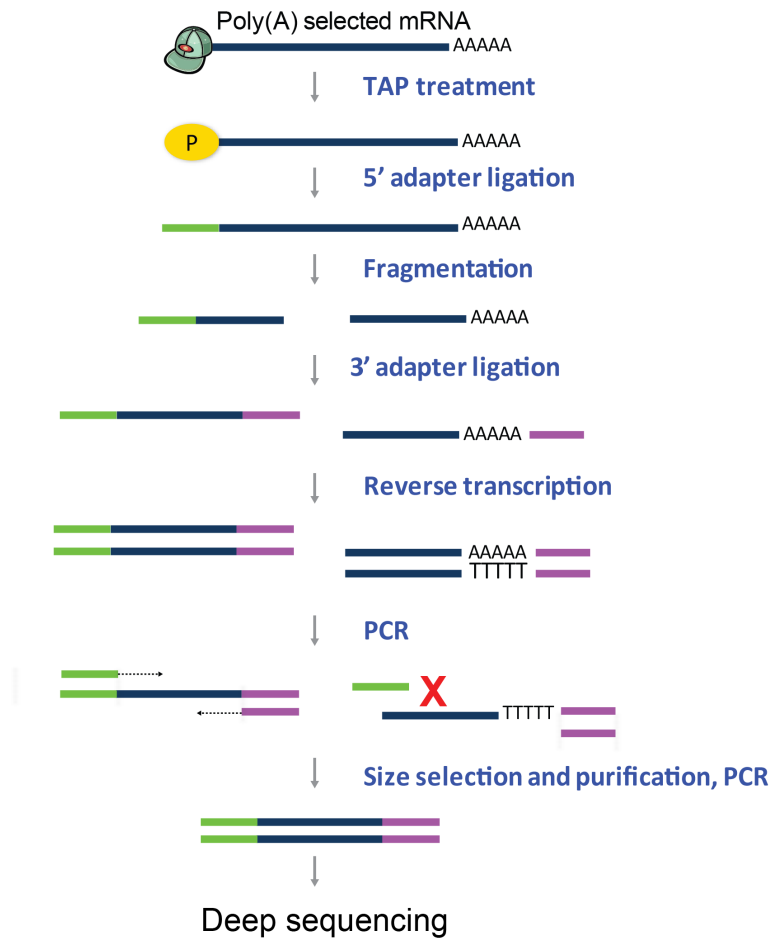 Poly(A) selected mRNA
AAAAA
TAP treatment
P
AAAAA
5’ adapter ligation
AAAAA
Fragmentation
AAAAA
3’ adapter ligation
AAAAA
Reverse transcription
AAAAA
TTTTT
PCR
X
TTTTT
Size selection and purification, PCR
Deep sequencing